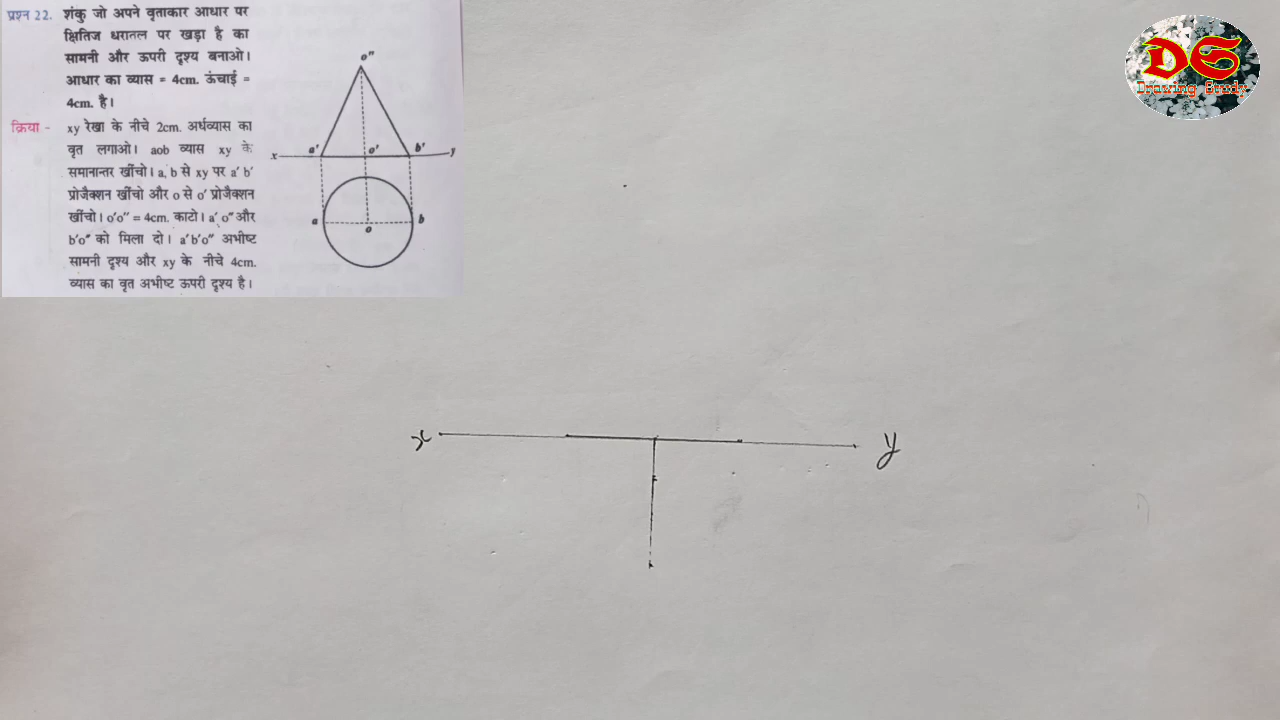 प्रश्न 22. शंकु जो अपने वृताकार आधार पर
क्षितिज धरातल पर खड़ा है का
सामनी और ऊपरी दृश्य बनाओ।
आधार का व्यास = 4cm. ऊंचाई =
4cm. है।
क्रिया - xy रेखा के नीचे 2cm. अर्धव्यास का
वृत लगाओ। aob व्यास xy के
समानान्तर खींचो। a, b से xy पर a' b'
प्रोजैक्शन खींचो और o से o' प्रोजैक्शन
खींचो। o'o'' = 4cm. काटो। a' o'' और
b'o'' को मिला दो। a'b'o'' अभीष्ट
सामनी दृश्य और xy के नीचे 4cm.
व्यास का वृत अभीष्ट ऊपरी दृश्य है।
o''
x a' o' b' y
a o b
DS
Drawing Study
x y